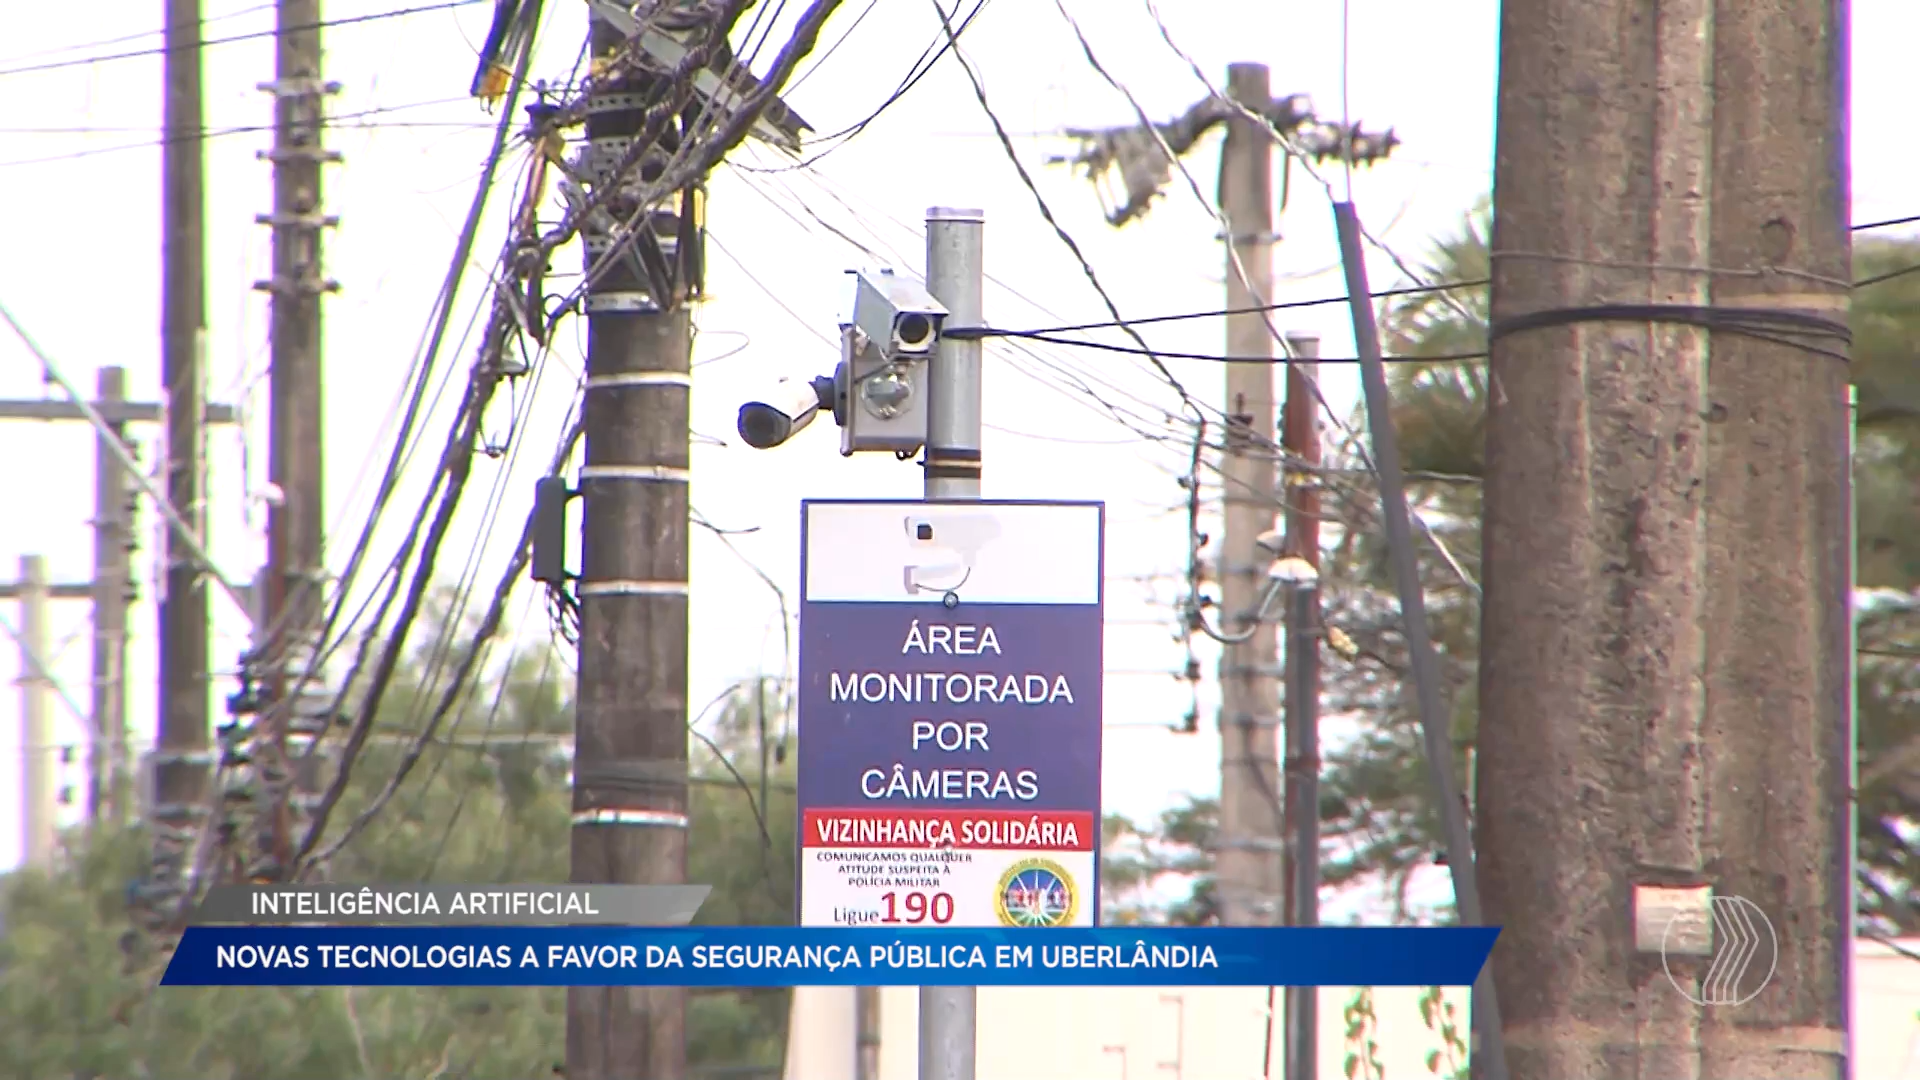 ÁREA
MONITORADA
POR
CÂMERAS
VIZINHANÇA SOLIDÁRIA
COMUNICAMOS QUALQUER
ATITUDE SUSPEITA À
POLÍCIA MILITAR
Ligue 190
INTELIGÊNCIA ARTIFICIAL
NOVAS TECNOLOGIAS A FAVOR DA SEGURANÇA PÚBLICA EM UBERLÂNDIA